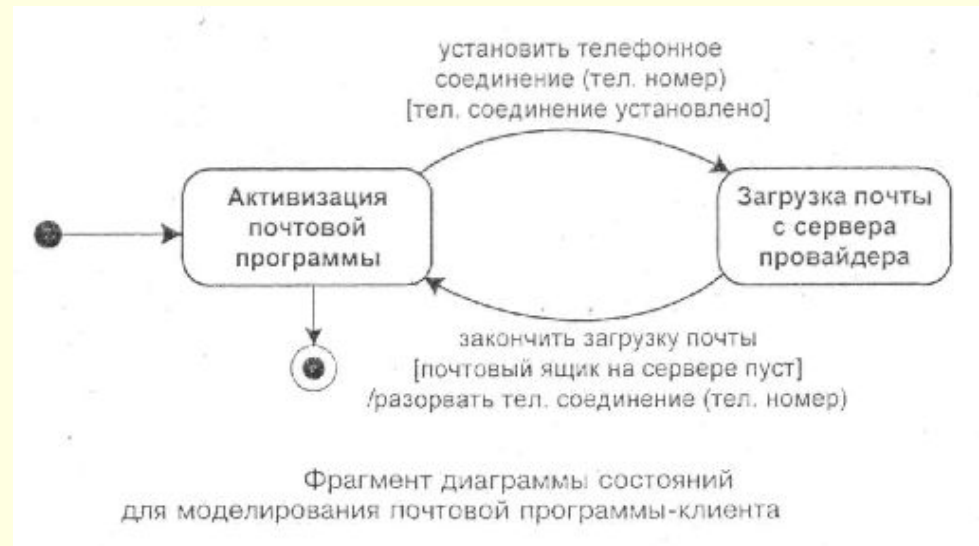 установить телефонное
соединение (тел. номер)
[тел. соединение установлено]
Активизация
почтовой
программы
Загрузка почты
с сервера
провайдера
закончить загрузку почты
[почтовый ящик на сервере пуст]
/разорвать тел. соединение (тел. номер)
Фрагмент диаграммы состояний
для моделирования почтовой программы-клиента